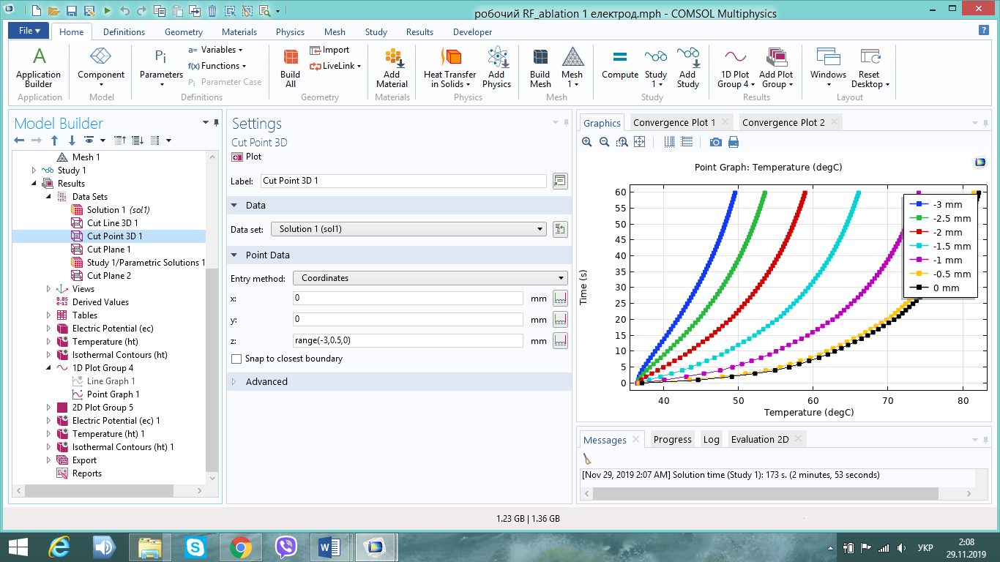 робочий RF_ablation 1 електрод.mph - COMSOL Multiphysics
File Home Definitions Geometry Materials Physics Mesh Study Results Developer
Application Builder
Component
Parameters
a= Variables
f(x) Functions
Pi Parameter Case
Build All
Import
LiveLink
Add Material
Heat Transfer in Solids
Add Physics
Build Mesh
Mesh 1
Compute
Study 1
Add Study
1D Plot Group 4
Add Plot Group
Windows
Reset Desktop
Application Model Definitions Geometry Materials Physics Mesh Study Results Layout
Model Builder
Mesh 1
Study 1
Results
Data Sets
Solution 1 (sol1)
Cut Line 3D 1
Cut Point 3D 1
Cut Plane 1
Study 1/Parametric Solutions 1
Cut Plane 2
Views
8.85
e-12
Derived Values
Tables
Electric Potential (ec)
Temperature (ht)
Isothermal Contours (ht)
1D Plot Group 4
Line Graph 1
Point Graph 1
2D Plot Group 5
Electric Potential (ec) 1
Temperature (ht) 1
Isothermal Contours (ht) 1
Export
Reports
Settings
Cut Point 3D
Plot
Label: Cut Point 3D 1
Data
Data set: Solution 1 (sol1)
Point Data
Entry method: Coordinates
x: 0 mm
y: 0 mm
z: range(-3,0.5,0) mm
Snap to closest boundary
Advanced
Graphics Convergence Plot 1 Convergence Plot 2
Point Graph: Temperature (degC)
60
55
50
45
40
35
30
25
20
15
10
5
0
Time (s)
-3 mm
-2.5 mm
-2 mm
-1.5 mm
-1 mm
-0.5 mm
0 mm
40 50 60 70 80
Temperature (degC)
Messages Progress Log Evaluation 2D
[Nov 29, 2019 2:07 AM] Solution time (Study 1): 173 s. (2 minutes, 53 seconds)
1.23 GB | 1.36 GB
УКР
2:08
29.11.2019